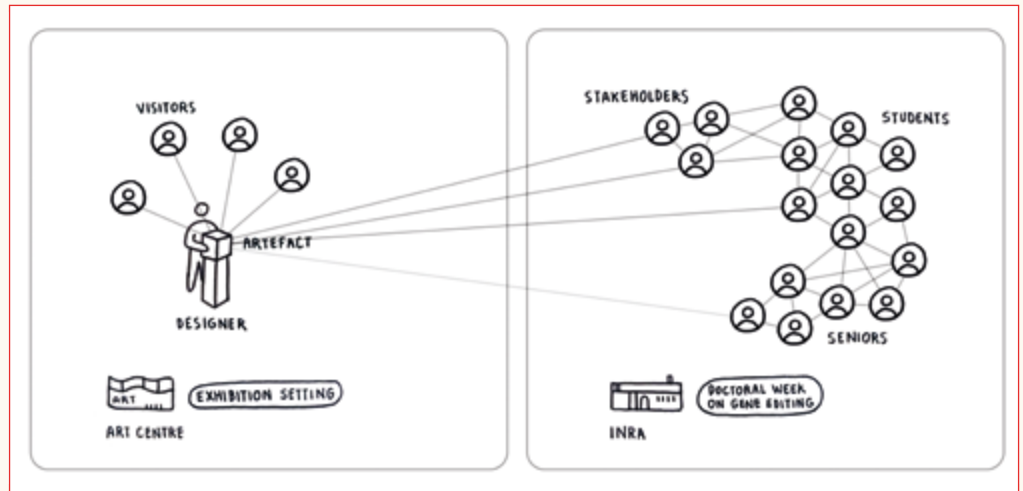 VISITORS
ARTEFACT
DESIGNER
ART
EXHIBITION SETTING
ART CENTRE
STAKEHOLDERS
STUDENTS
SENIORS
DOCTORAL WEEK
ON GENE EDITING
INRA